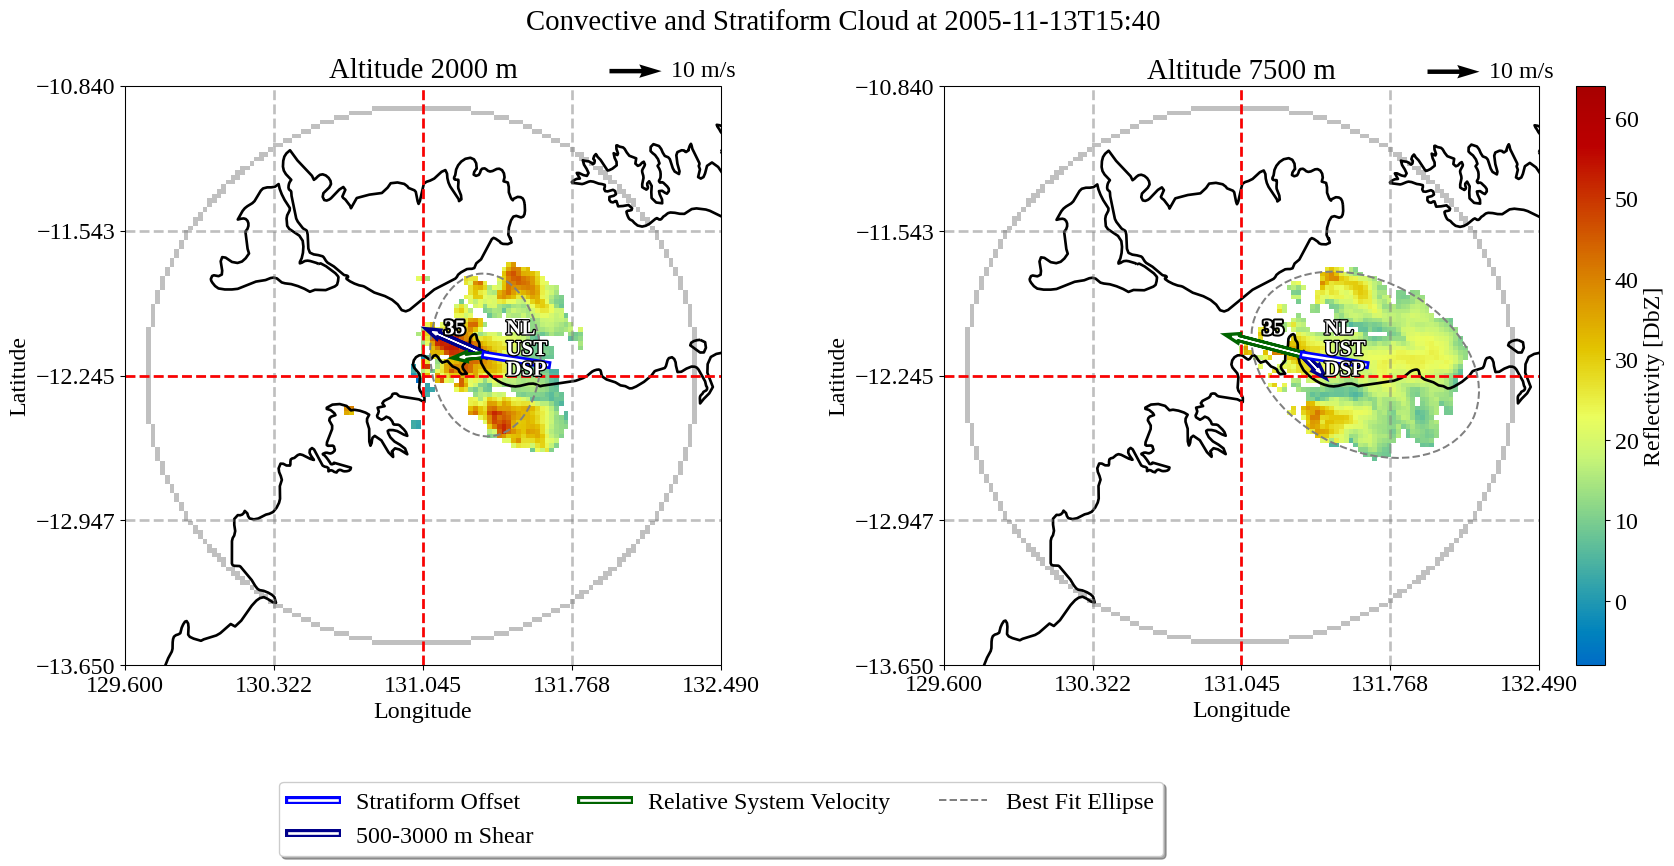 Convective and Stratiform Cloud at 2005-11-13T15:40
Altitude 2000 m
10 m/s
Altitude 7500 m
10 m/s
−10.840
−11.543
−12.245
−12.947
−13.650
Latitude
35
NL
UST
DSP
129.600
130.322
131.045
131.768
132.490
Longitude
−10.840
−11.543
−12.245
−12.947
−13.650
Latitude
35
NL
UST
DSP
129.600
130.322
131.045
131.768
132.490
Longitude
60
50
40
30
20
10
0
Reflectivity [DbZ]
Stratiform Offset
Relative System Velocity
Best Fit Ellipse
500-3000 m Shear